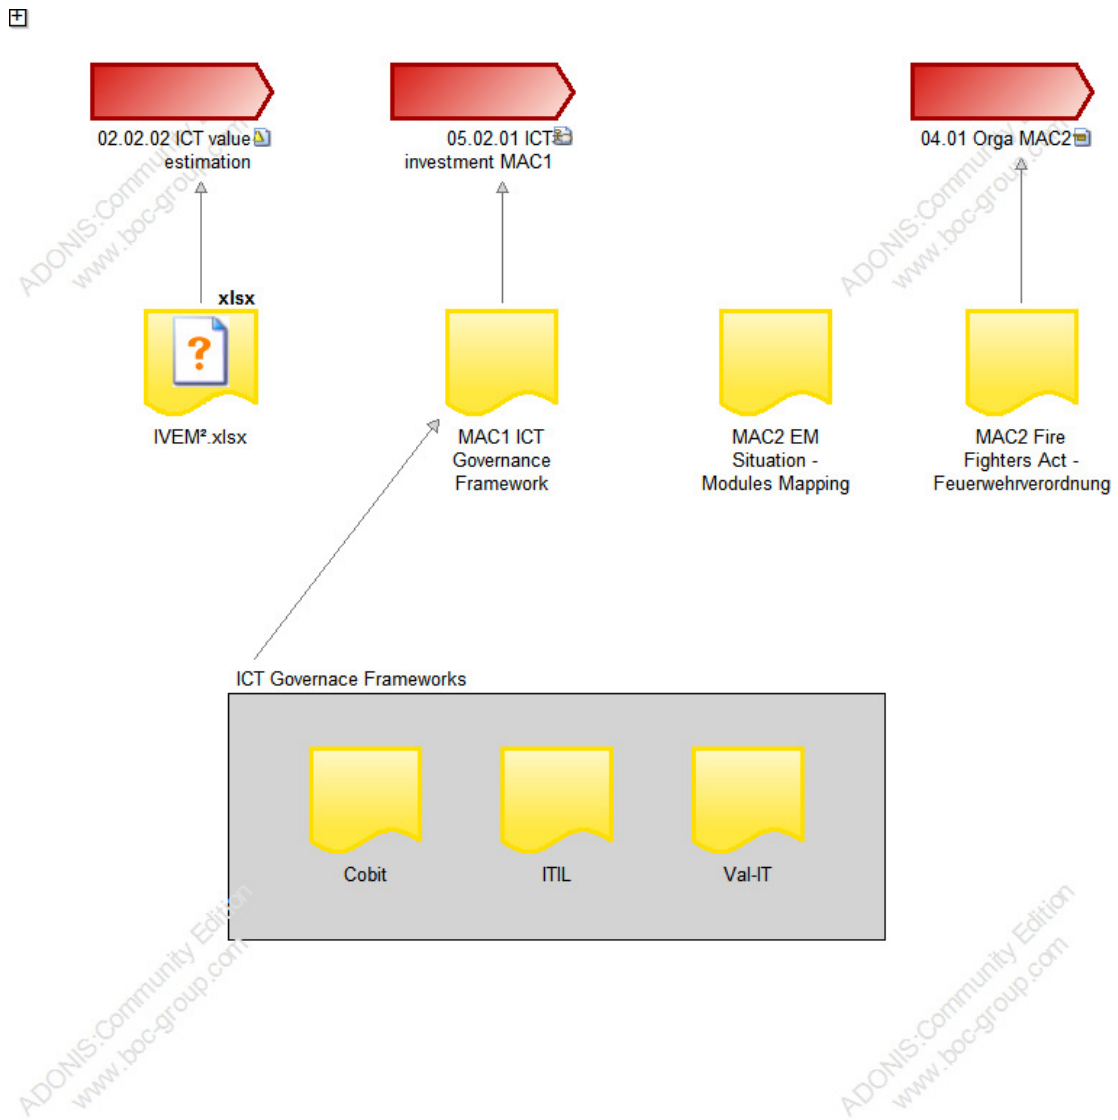 02.02.02 ICT value
estimation
05.02.01 ICT
investment MAC1
04.01 Orga MAC2
ADONIS:Community Edition
www.boc-group.com
ADONIS:Community Edition
www.boc-group.com
xlsx
?
IVEM².xlsx
MAC1 ICT
Governance
Framework
MAC2 EM
Situation -
Modules Mapping
MAC2 Fire
Fighters Act -
Feuerwehrverordnung
ICT Governace Frameworks
Cobit
ITIL
Val-IT
ADONIS:Community Edition
www.boc-group.com
ADONIS:Community Edition
www.boc-group.com